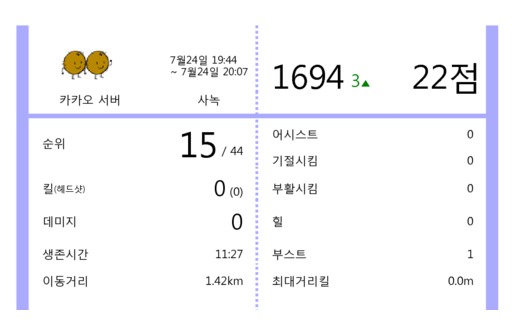 7월24일 19:44
~ 7월24일 20:07
카카오 서버
사녹
1694 3▲
22점
순위
15 / 44
킬(헤드샷)
0 (0)
데미지
0
생존시간
11:27
이동거리
1.42km
어시스트
0
기절시킴
0
부활시킴
0
힐
0
부스트
1
최대거리킬
0.0m